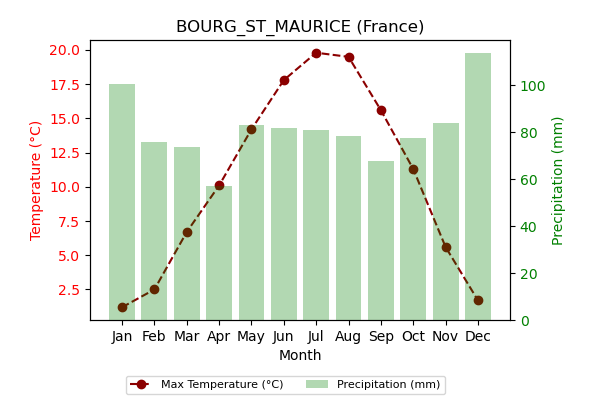 BOURG_ST_MAURICE (France)
20.0
17.5
15.0
12.5
10.0
7.5
5.0
2.5
Temperature (°C)
100
80
60
40
20
0
Precipitation (mm)
Jan Feb Mar Apr May Jun Jul Aug Sep Oct Nov Dec
Month
Max Temperature (°C) Precipitation (mm)